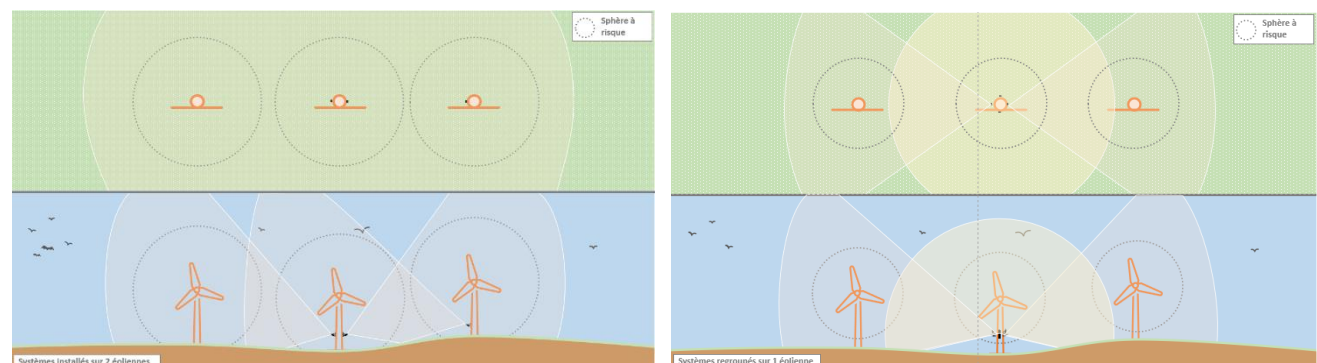 Sphère à
risque
Sphère à
risque
Systèmes installés sur 2 éoliennes
Systèmes regroupés sur 1 éolienne